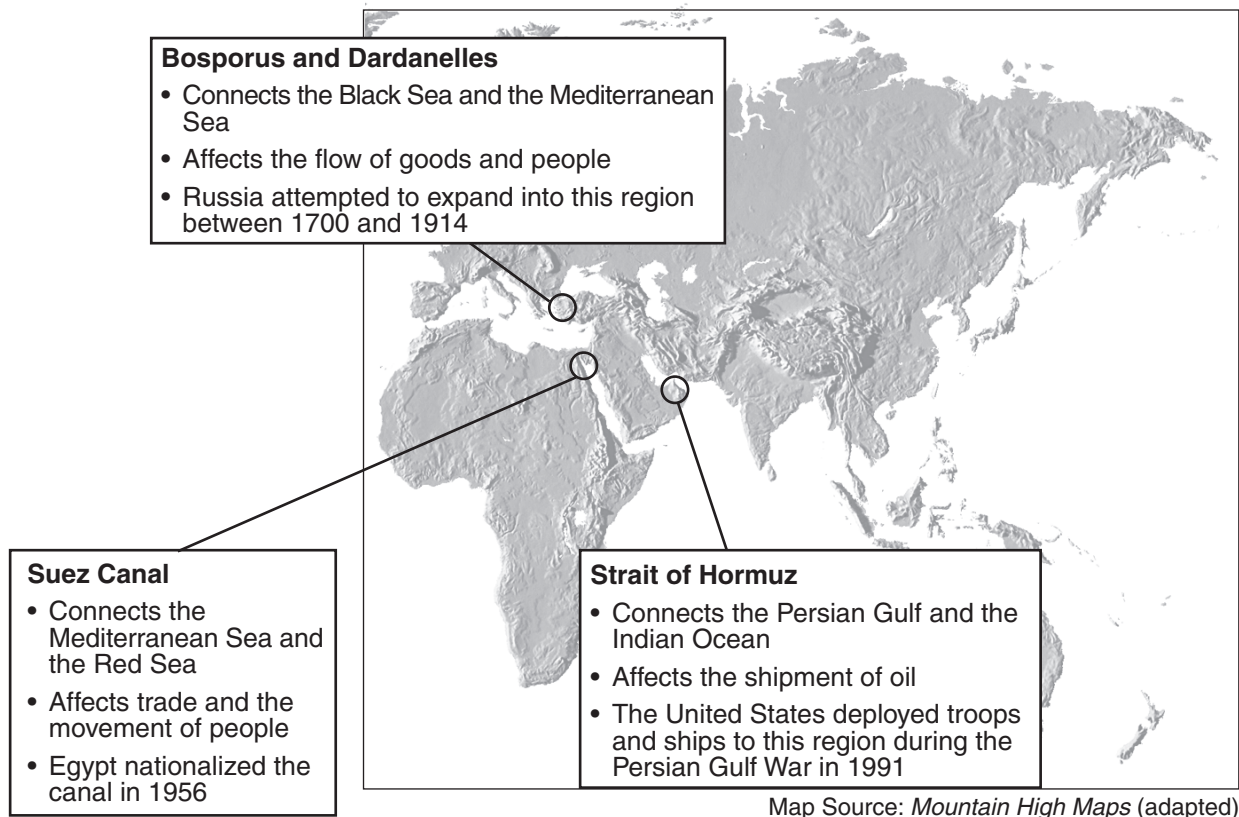 Bosporus and Dardanelles
• Connects the Black Sea and the Mediterranean
Sea
• Affects the flow of goods and people
• Russia attempted to expand into this region
between 1700 and 1914
Suez Canal
• Connects the
Mediterranean Sea and
the Red Sea
• Affects trade and the
movement of people
• Egypt nationalized the
canal in 1956
Strait of Hormuz
• Connects the Persian Gulf and the
Indian Ocean
• Affects the shipment of oil
• The United States deployed troops
and ships to this region during the
Persian Gulf War in 1991
Map Source: Mountain High Maps (adapted)